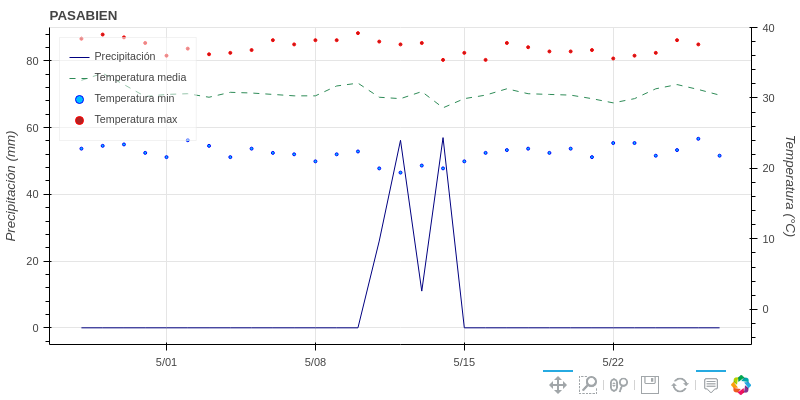 PASABIEN
Precipitación
Temperatura media
Temperatura min
Temperatura max
80
60
40
20
0
Precipitación (mm)
40
30
20
10
0
Temperatura (°C)
5/01
5/08
5/15
5/22